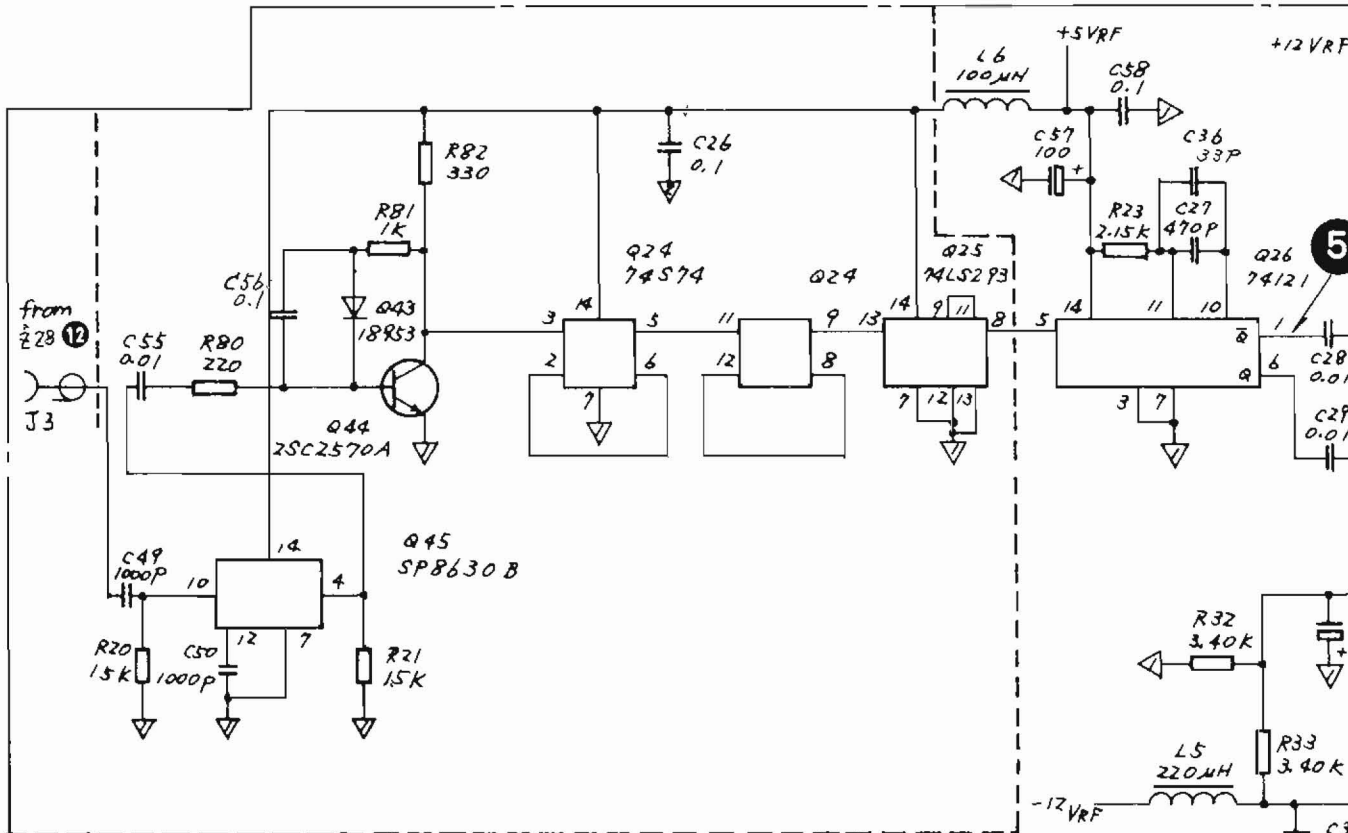 +5VRF
+12VRF
L6
100µH
C58
0.1
C57
100
+
C36
33P
R82
330
C26
0.1
R81
1K
R23
2.15K
C27
470P
5
Q24
74S74
Q24
Q25
74LS293
Q26
74121
C56
0.1
Q43
18953
from
Z28 12
C55
0.01
R80
220
14
14
9
11
14
11
10
3
5
11
9
13
8
5
Q̅
1
2
6
12
8
Q
6
C28
0.01
J3
7
7
12
13
3
7
Q44
2SC2570A
C29
0.01
Q45
SP8630B
C49
1000P
14
10
4
12
7
R20
15K
C50
1000P
R21
15K
R32
3.40K
+
L5
220µH
R33
3.40K
-12VRF
C3